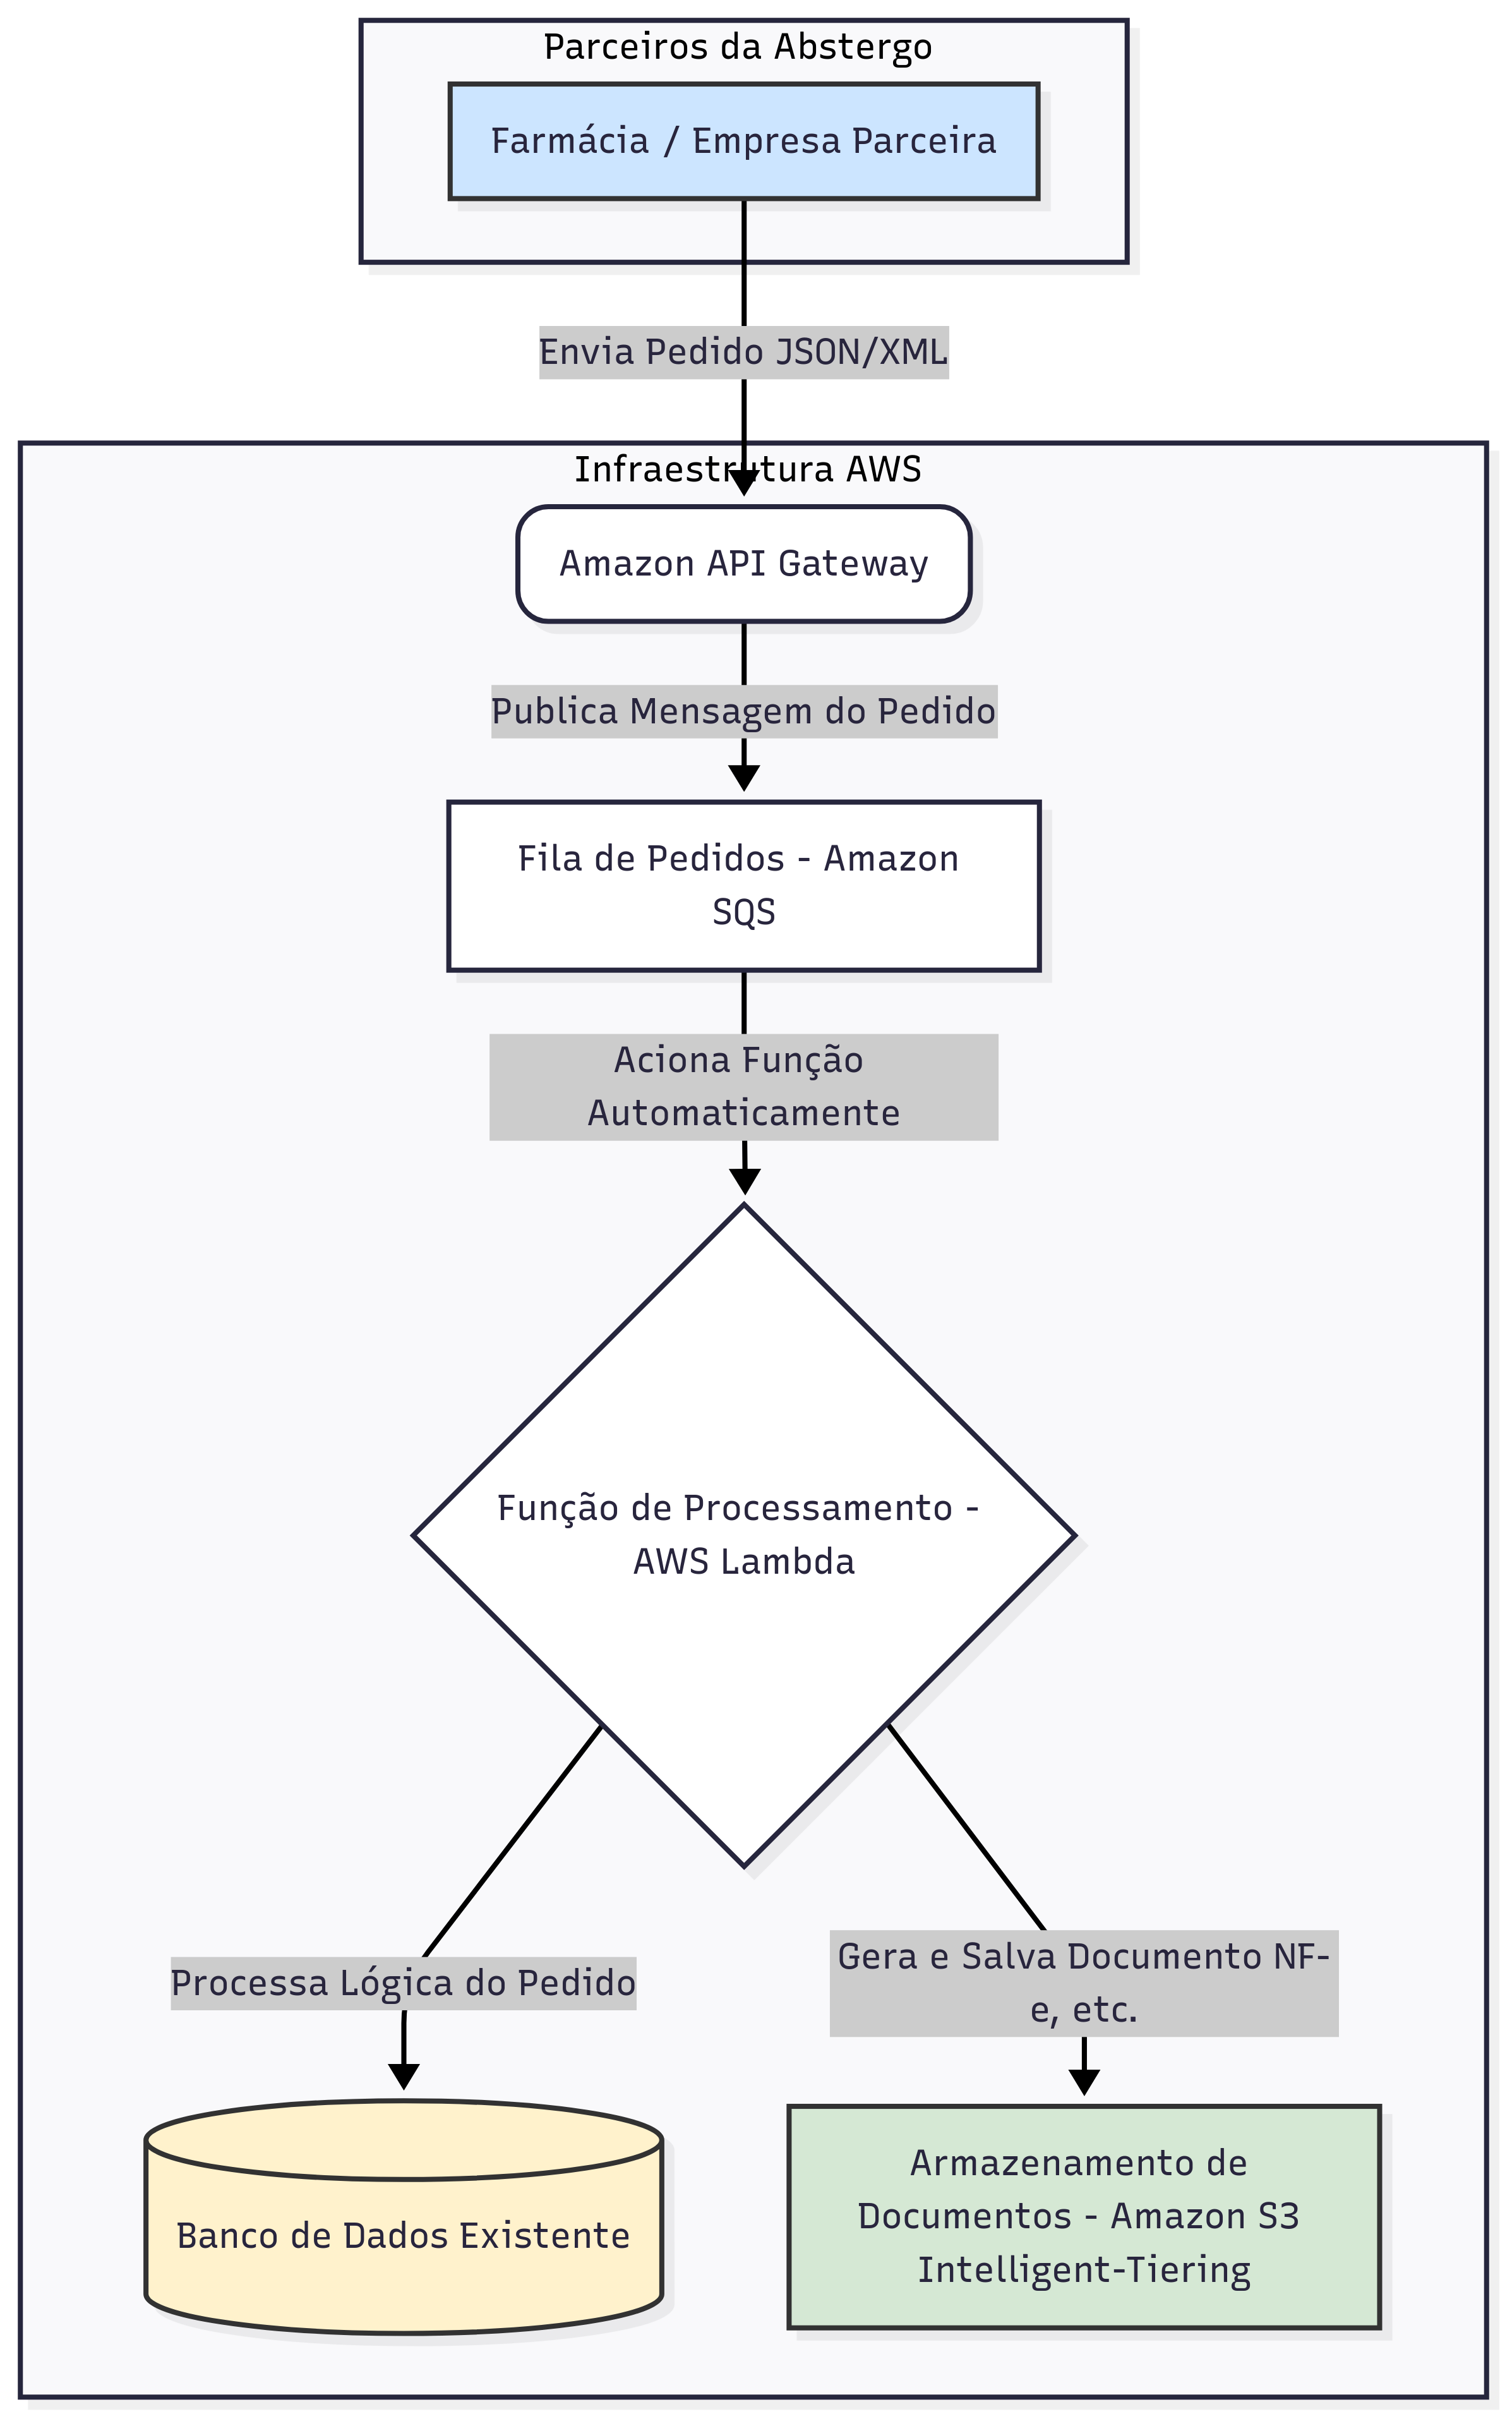 Parceiros da Abstergo
Farmácia / Empresa Parceira
Envia Pedido JSON/XML
Infraestrutura AWS
Amazon API Gateway
Publica Mensagem do Pedido
Fila de Pedidos - Amazon
SQS
Aciona Função
Automaticamente
Função de Processamento -
AWS Lambda
Processa Lógica do Pedido
Gera e Salva Documento NF-
e, etc.
Banco de Dados Existente
Armazenamento de
Documentos - Amazon S3
Intelligent-Tiering